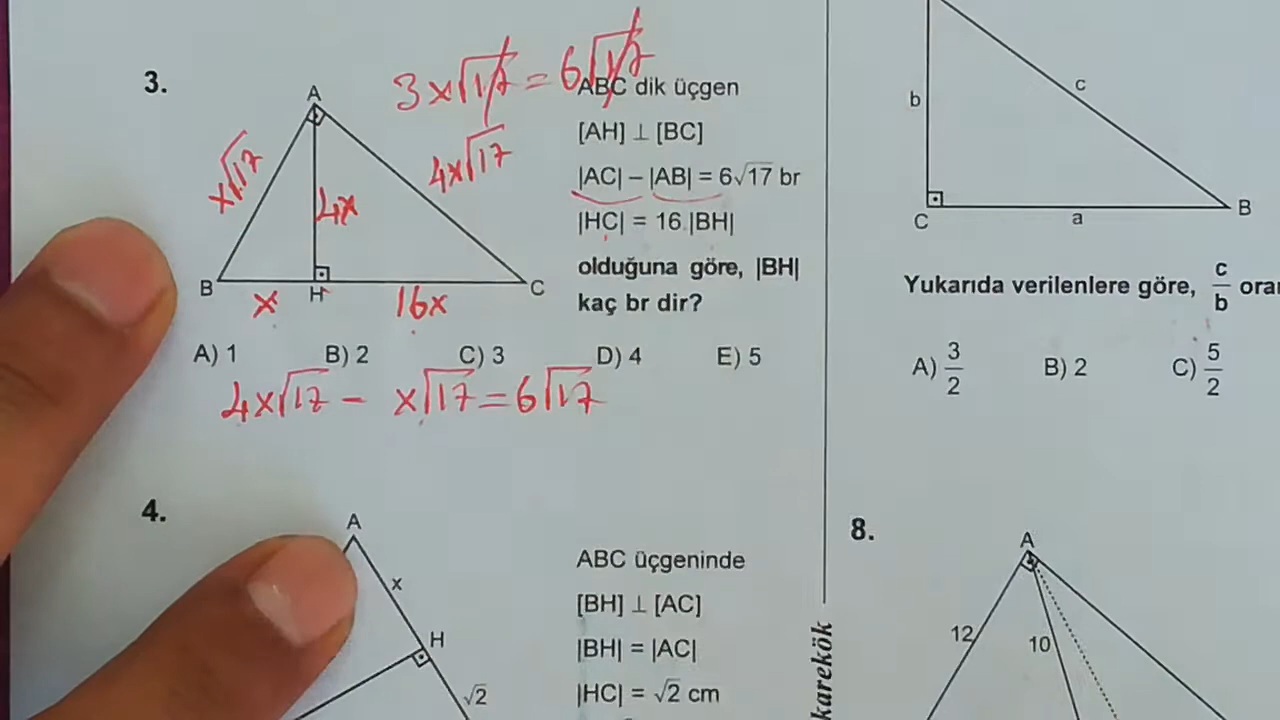 3.
3x√17 = 6√17
A
x√17
4x
4x√17
B
x
H
16x
C
ABC dik üçgen
[AH] ⊥ [BC]
|AC| – |AB| = 6√17 br
|HC| = 16.|BH|
olduğuna göre, |BH|
kaç br dir?
A) 1 B) 2 C) 3 D) 4 E) 5
4x√17 – x√17 = 6√17
4.
A
x
H
√2
ABC üçgeninde
[BH] ⊥ [AC]
|BH| = |AC|
|HC| = √2 cm
karekök
b
c
C
a
B
Yukarıda verilenlere göre, c/b
A) 3/2 B) 2 C) 5/2
8.
A
12
10